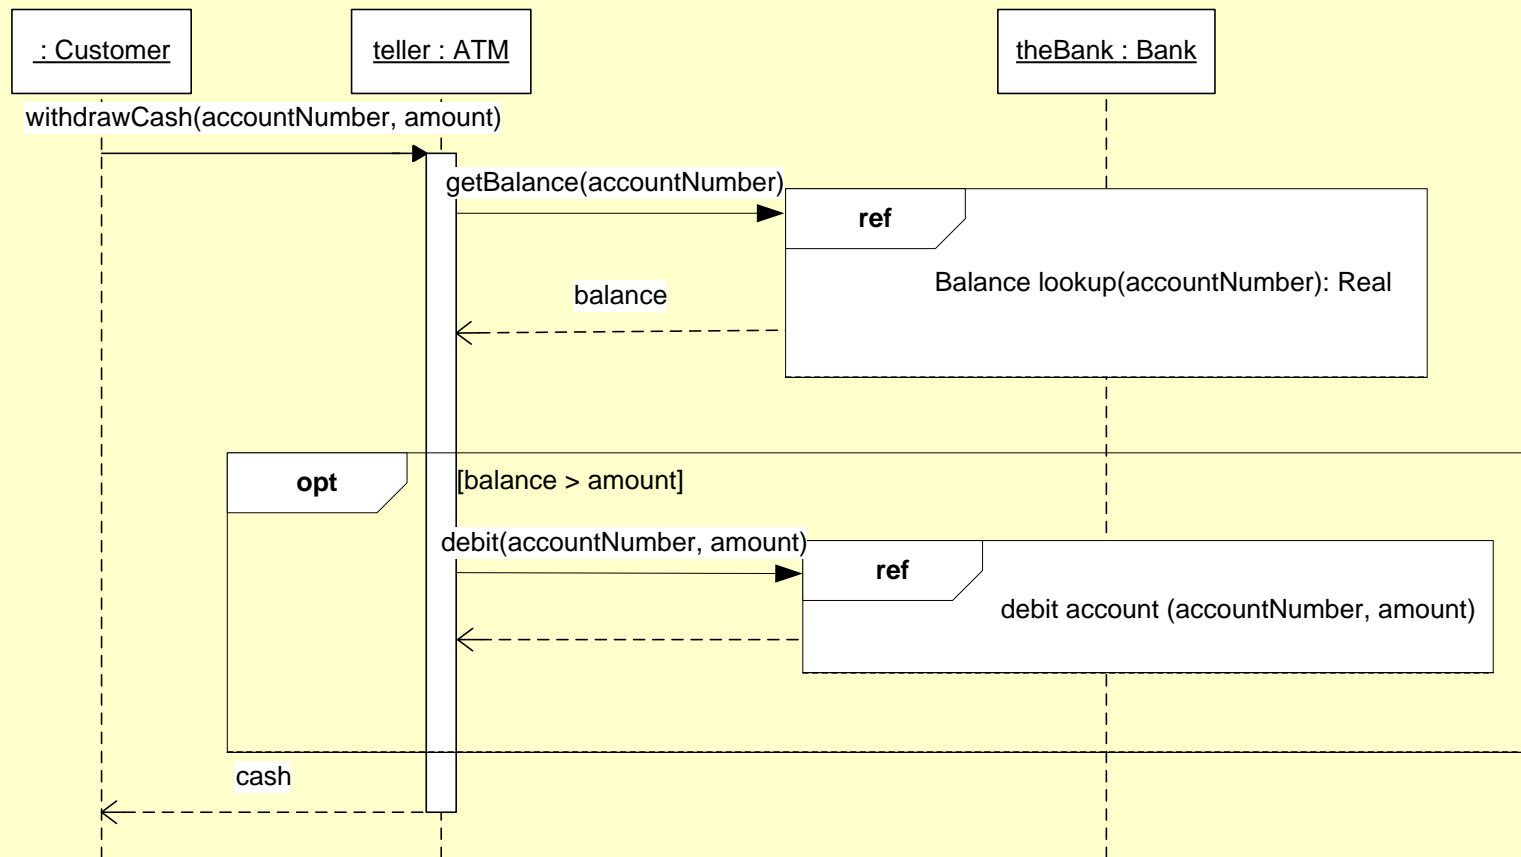 : Customer
teller : ATM
theBank : Bank
withdrawCash(accountNumber, amount)
getBalance(accountNumber)
ref
Balance lookup(accountNumber): Real
balance
opt
[balance > amount]
debit(accountNumber, amount)
ref
debit account (accountNumber, amount)
cash